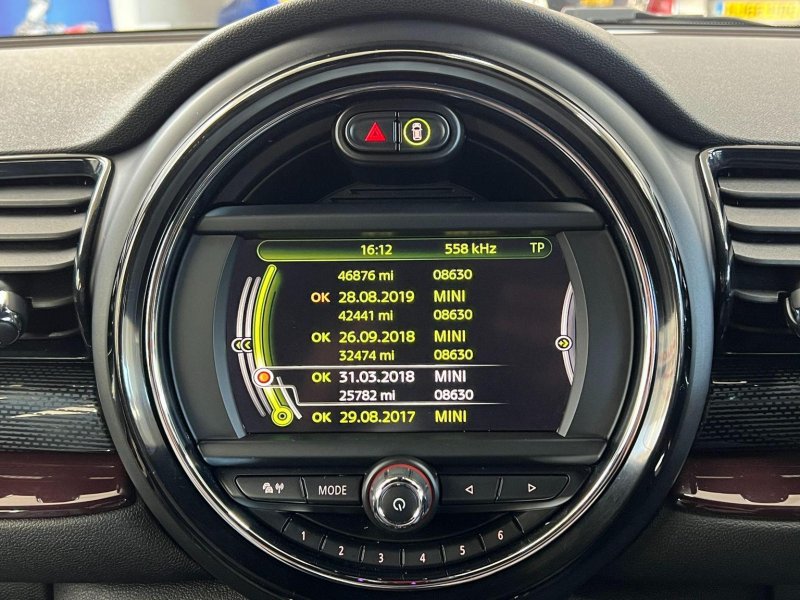 16:12 558 kHz TP
46876 mi 08630
OK 28.08.2019 MINI
42441 mi 08630
OK 26.09.2018 MINI
32474 mi 08630
OK 31.03.2018 MINI
25782 mi 08630
OK 29.08.2017 MINI
MODE
1 2 3 4 5 6